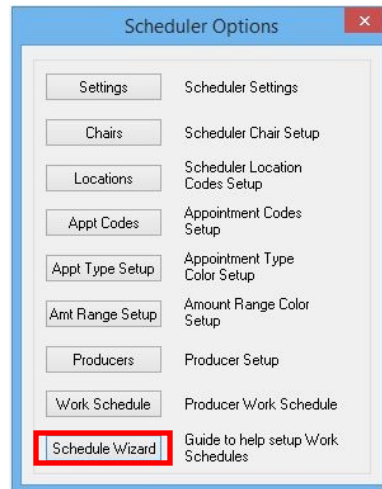 Scheduler Options
Settings Scheduler Settings
Chairs Scheduler Chair Setup
Locations Scheduler Location
Codes Setup
Appt Codes Appointment Codes
Setup
Appt Type Setup Appointment Type
Color Setup
Amt Range Setup Amount Range Color
Setup
Producers Producer Setup
Work Schedule Producer Work Schedule
Schedule Wizard Guide to help setup Work
Schedules